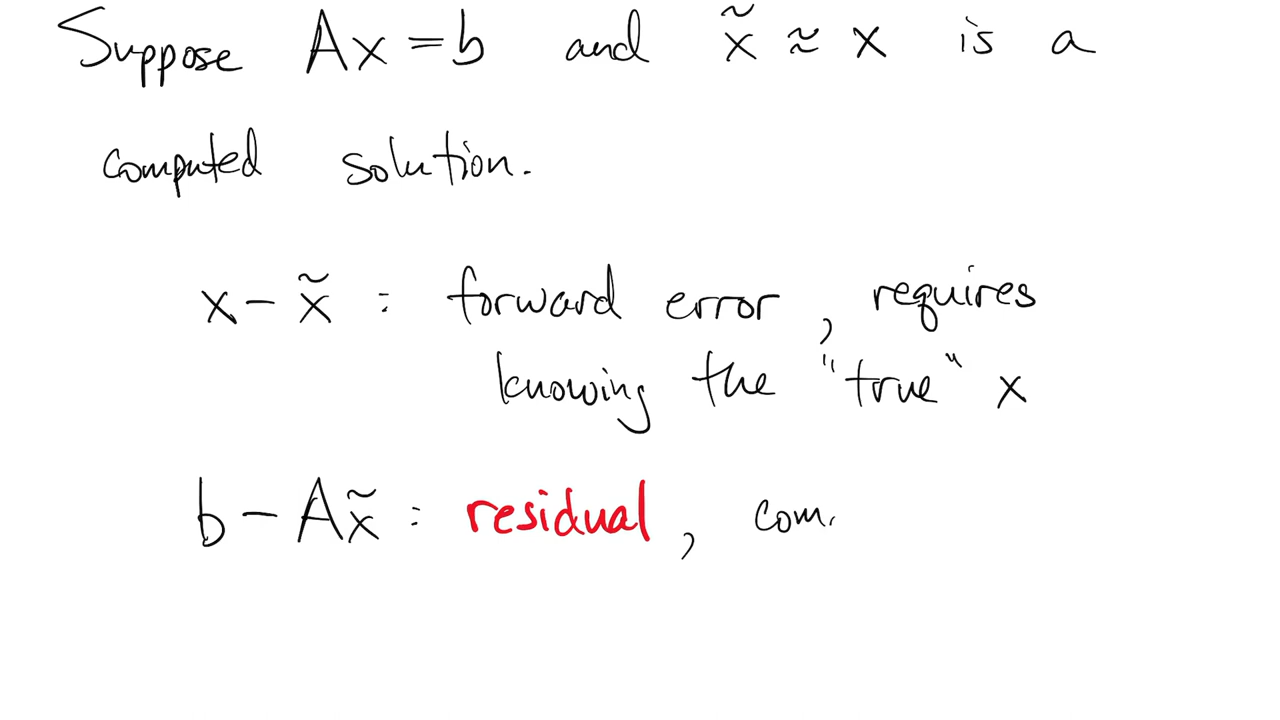 Suppose Ax = b and x̃ ≈ x is a
computed solution.
x − x̃ : forward error, requires
knowing the "true" x
b − Ax̃ : residual, com